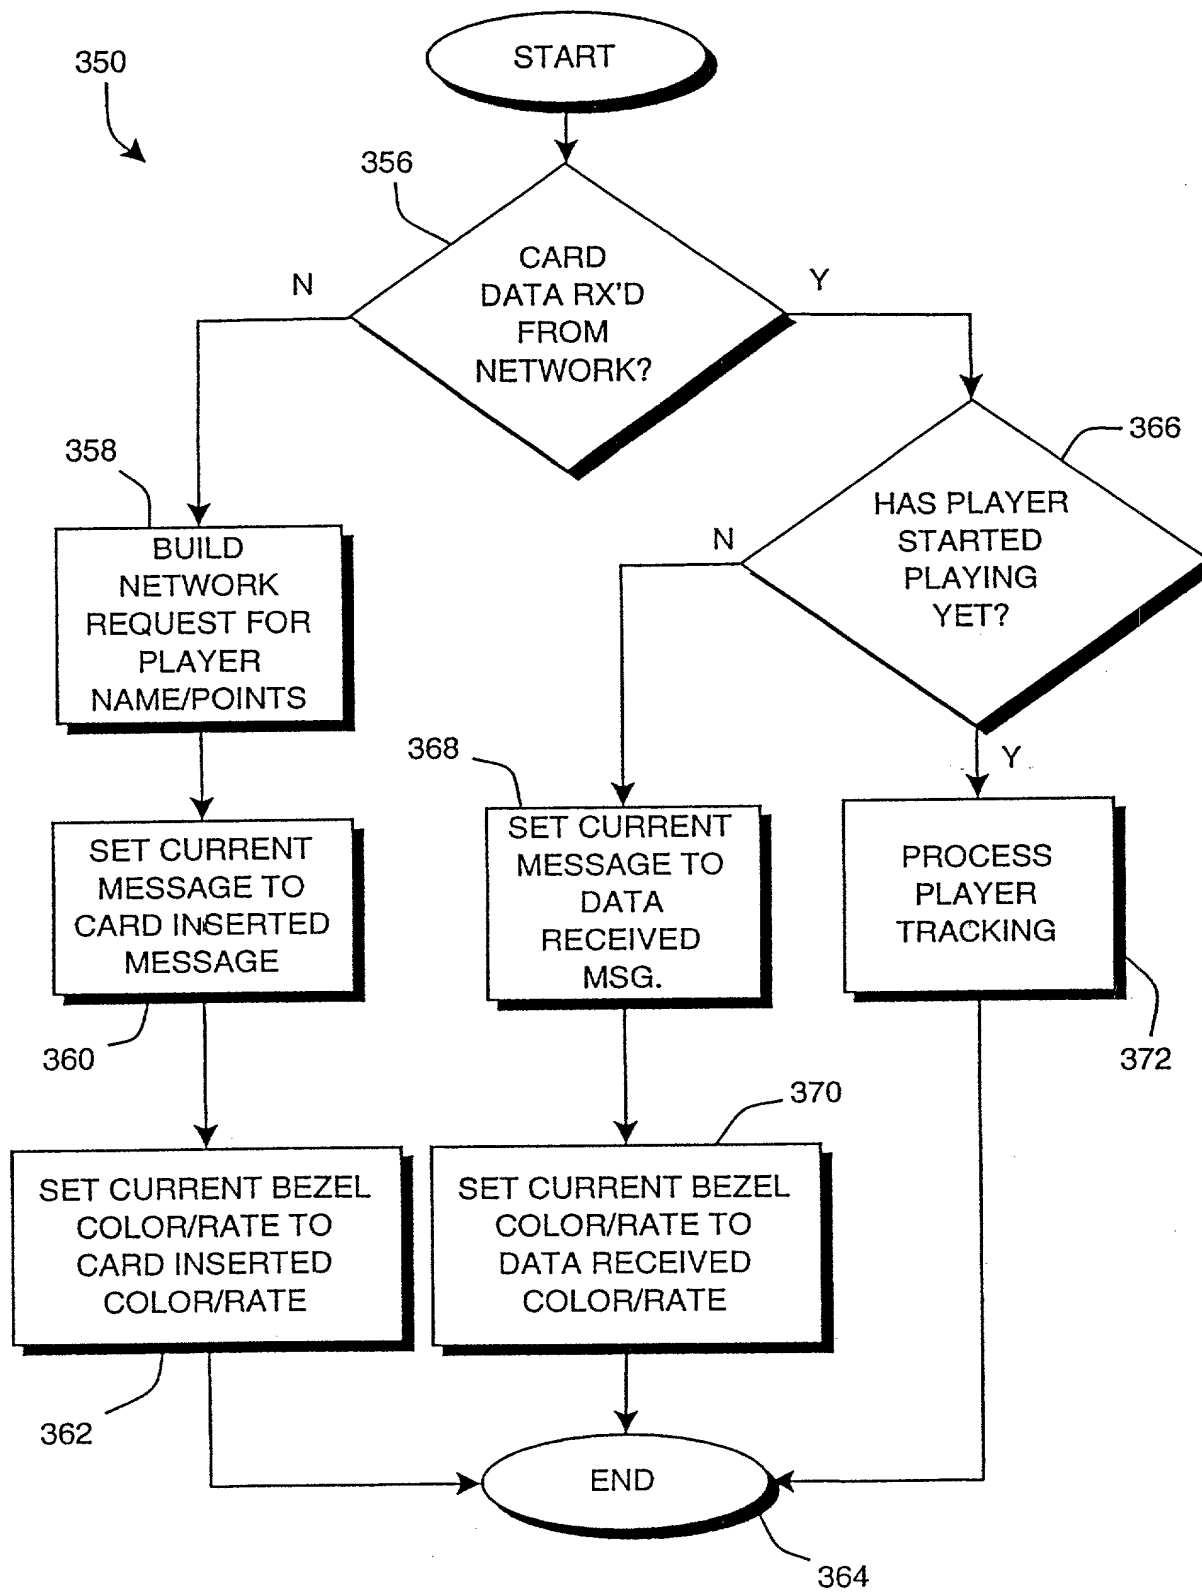 START
350
356
CARD
DATA RX'D
FROM
NETWORK?
N
Y
358
366
BUILD
NETWORK
REQUEST FOR
PLAYER
NAME/POINTS
HAS PLAYER
STARTED
PLAYING
YET?
N
Y
360
SET CURRENT
MESSAGE TO
CARD INSERTED
MESSAGE
368
SET CURRENT
MESSAGE TO
DATA
RECEIVED
MSG.
PROCESS
PLAYER
TRACKING
372
370
SET CURRENT BEZEL
COLOR/RATE TO
CARD INSERTED
COLOR/RATE
SET CURRENT BEZEL
COLOR/RATE TO
DATA RECEIVED
COLOR/RATE
362
END
364